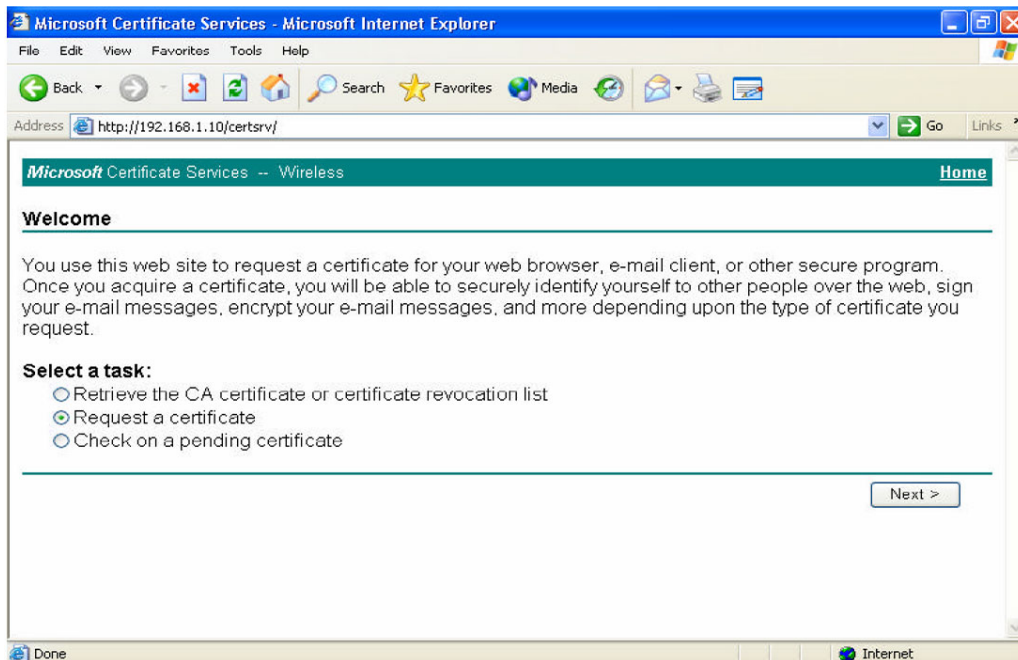 Microsoft Certificate Services - Microsoft Internet Explorer
File Edit View Favorites Tools Help
Back Search Favorites Media
Address http://192.168.1.10/certsrv/ Go Links »
Microsoft Certificate Services -- Wireless Home
Welcome
You use this web site to request a certificate for your web browser, e-mail client, or other secure program.
Once you acquire a certificate, you will be able to securely identify yourself to other people over the web, sign
your e-mail messages, encrypt your e-mail messages, and more depending upon the type of certificate you
request.
Select a task:
Retrieve the CA certificate or certificate revocation list
Request a certificate
Check on a pending certificate
Next >
Done Internet